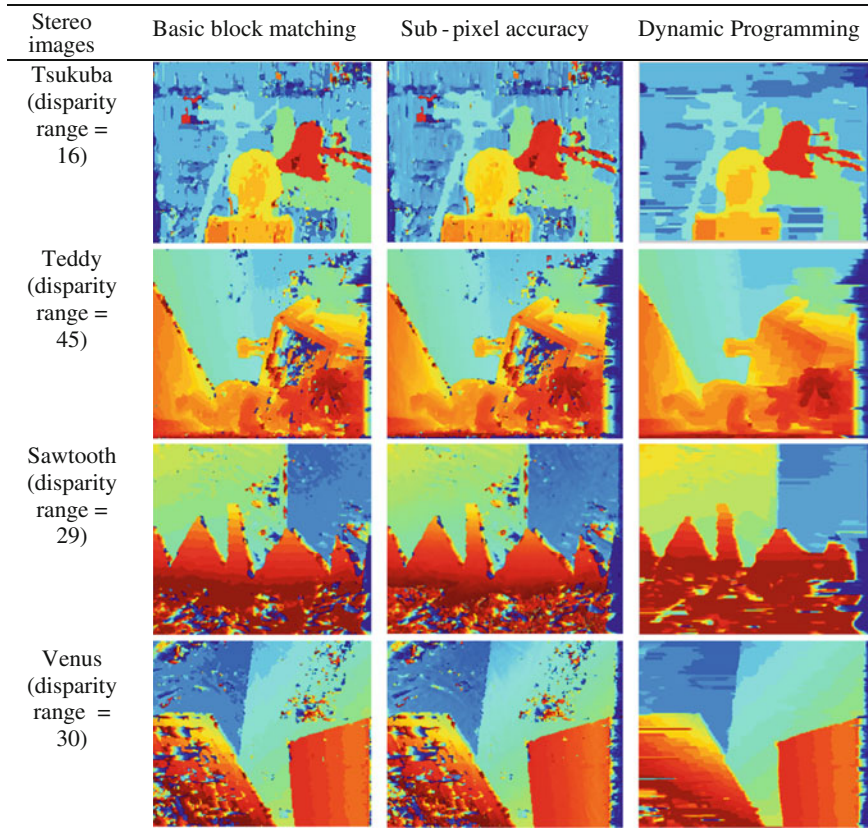 Stereo images Basic block matching Sub - pixel accuracy Dynamic Programming
Tsukuba
(disparity
range =
16)
Teddy
(disparity
range =
45)
Sawtooth
(disparity
range =
29)
Venus
(disparity
range =
30)